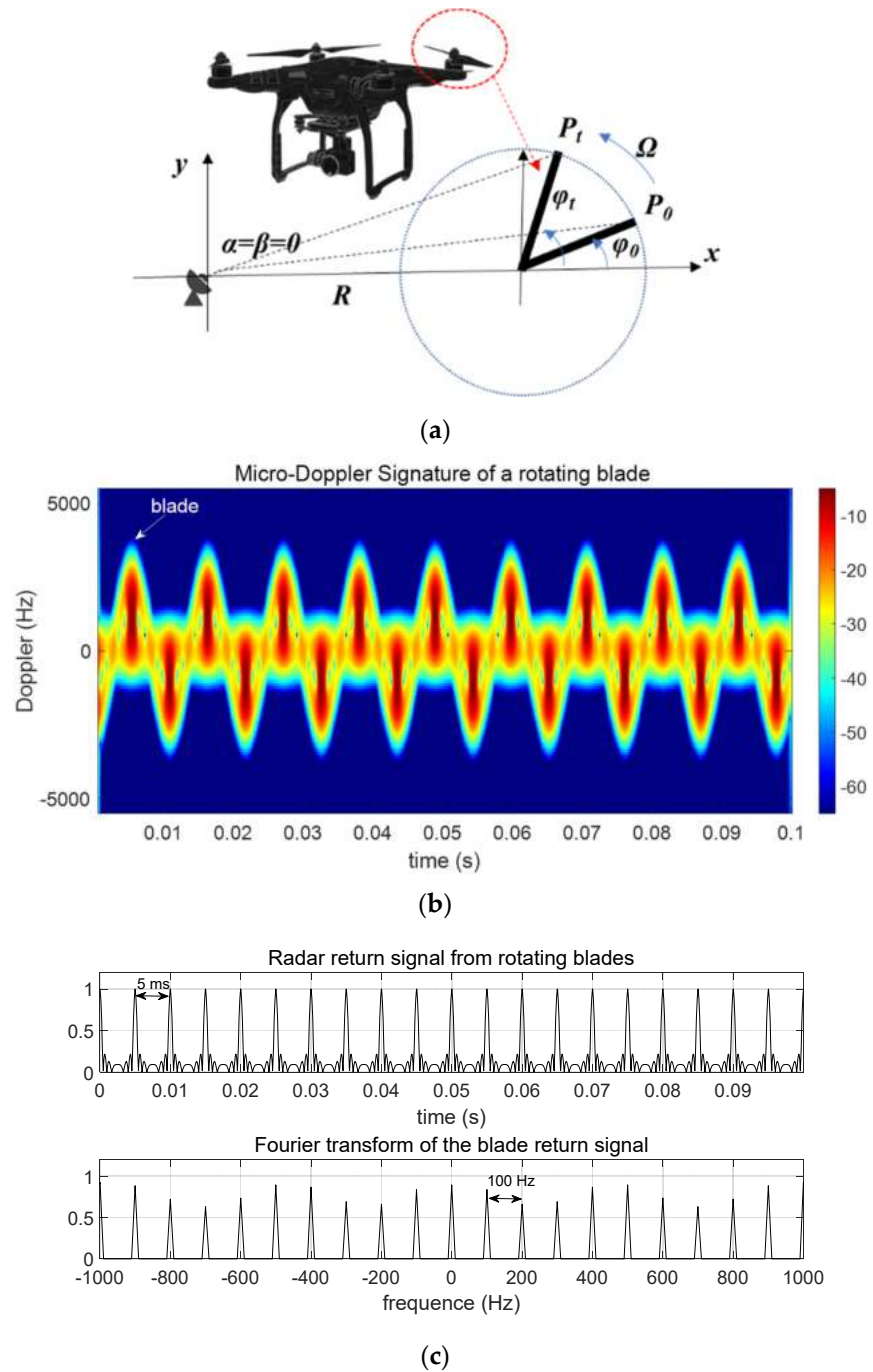 y
α=β=0
R
P_t
Ω
φ_t
P_0
φ_0
x
(a)
Micro-Doppler Signature of a rotating blade
blade
Doppler (Hz)
5000
0
-5000
0.01 0.02 0.03 0.04 0.05 0.06 0.07 0.08 0.09 0.1
time (s)
-10
-20
-30
-40
-50
-60
(b)
Radar return signal from rotating blades
5 ms
1
0.5
0
0 0.01 0.02 0.03 0.04 0.05 0.06 0.07 0.08 0.09
time (s)
Fourier transform of the blade return signal
100 Hz
1
0.5
0
-1000 -800 -600 -400 -200 0 200 400 600 800 1000
frequence (Hz)
(c)